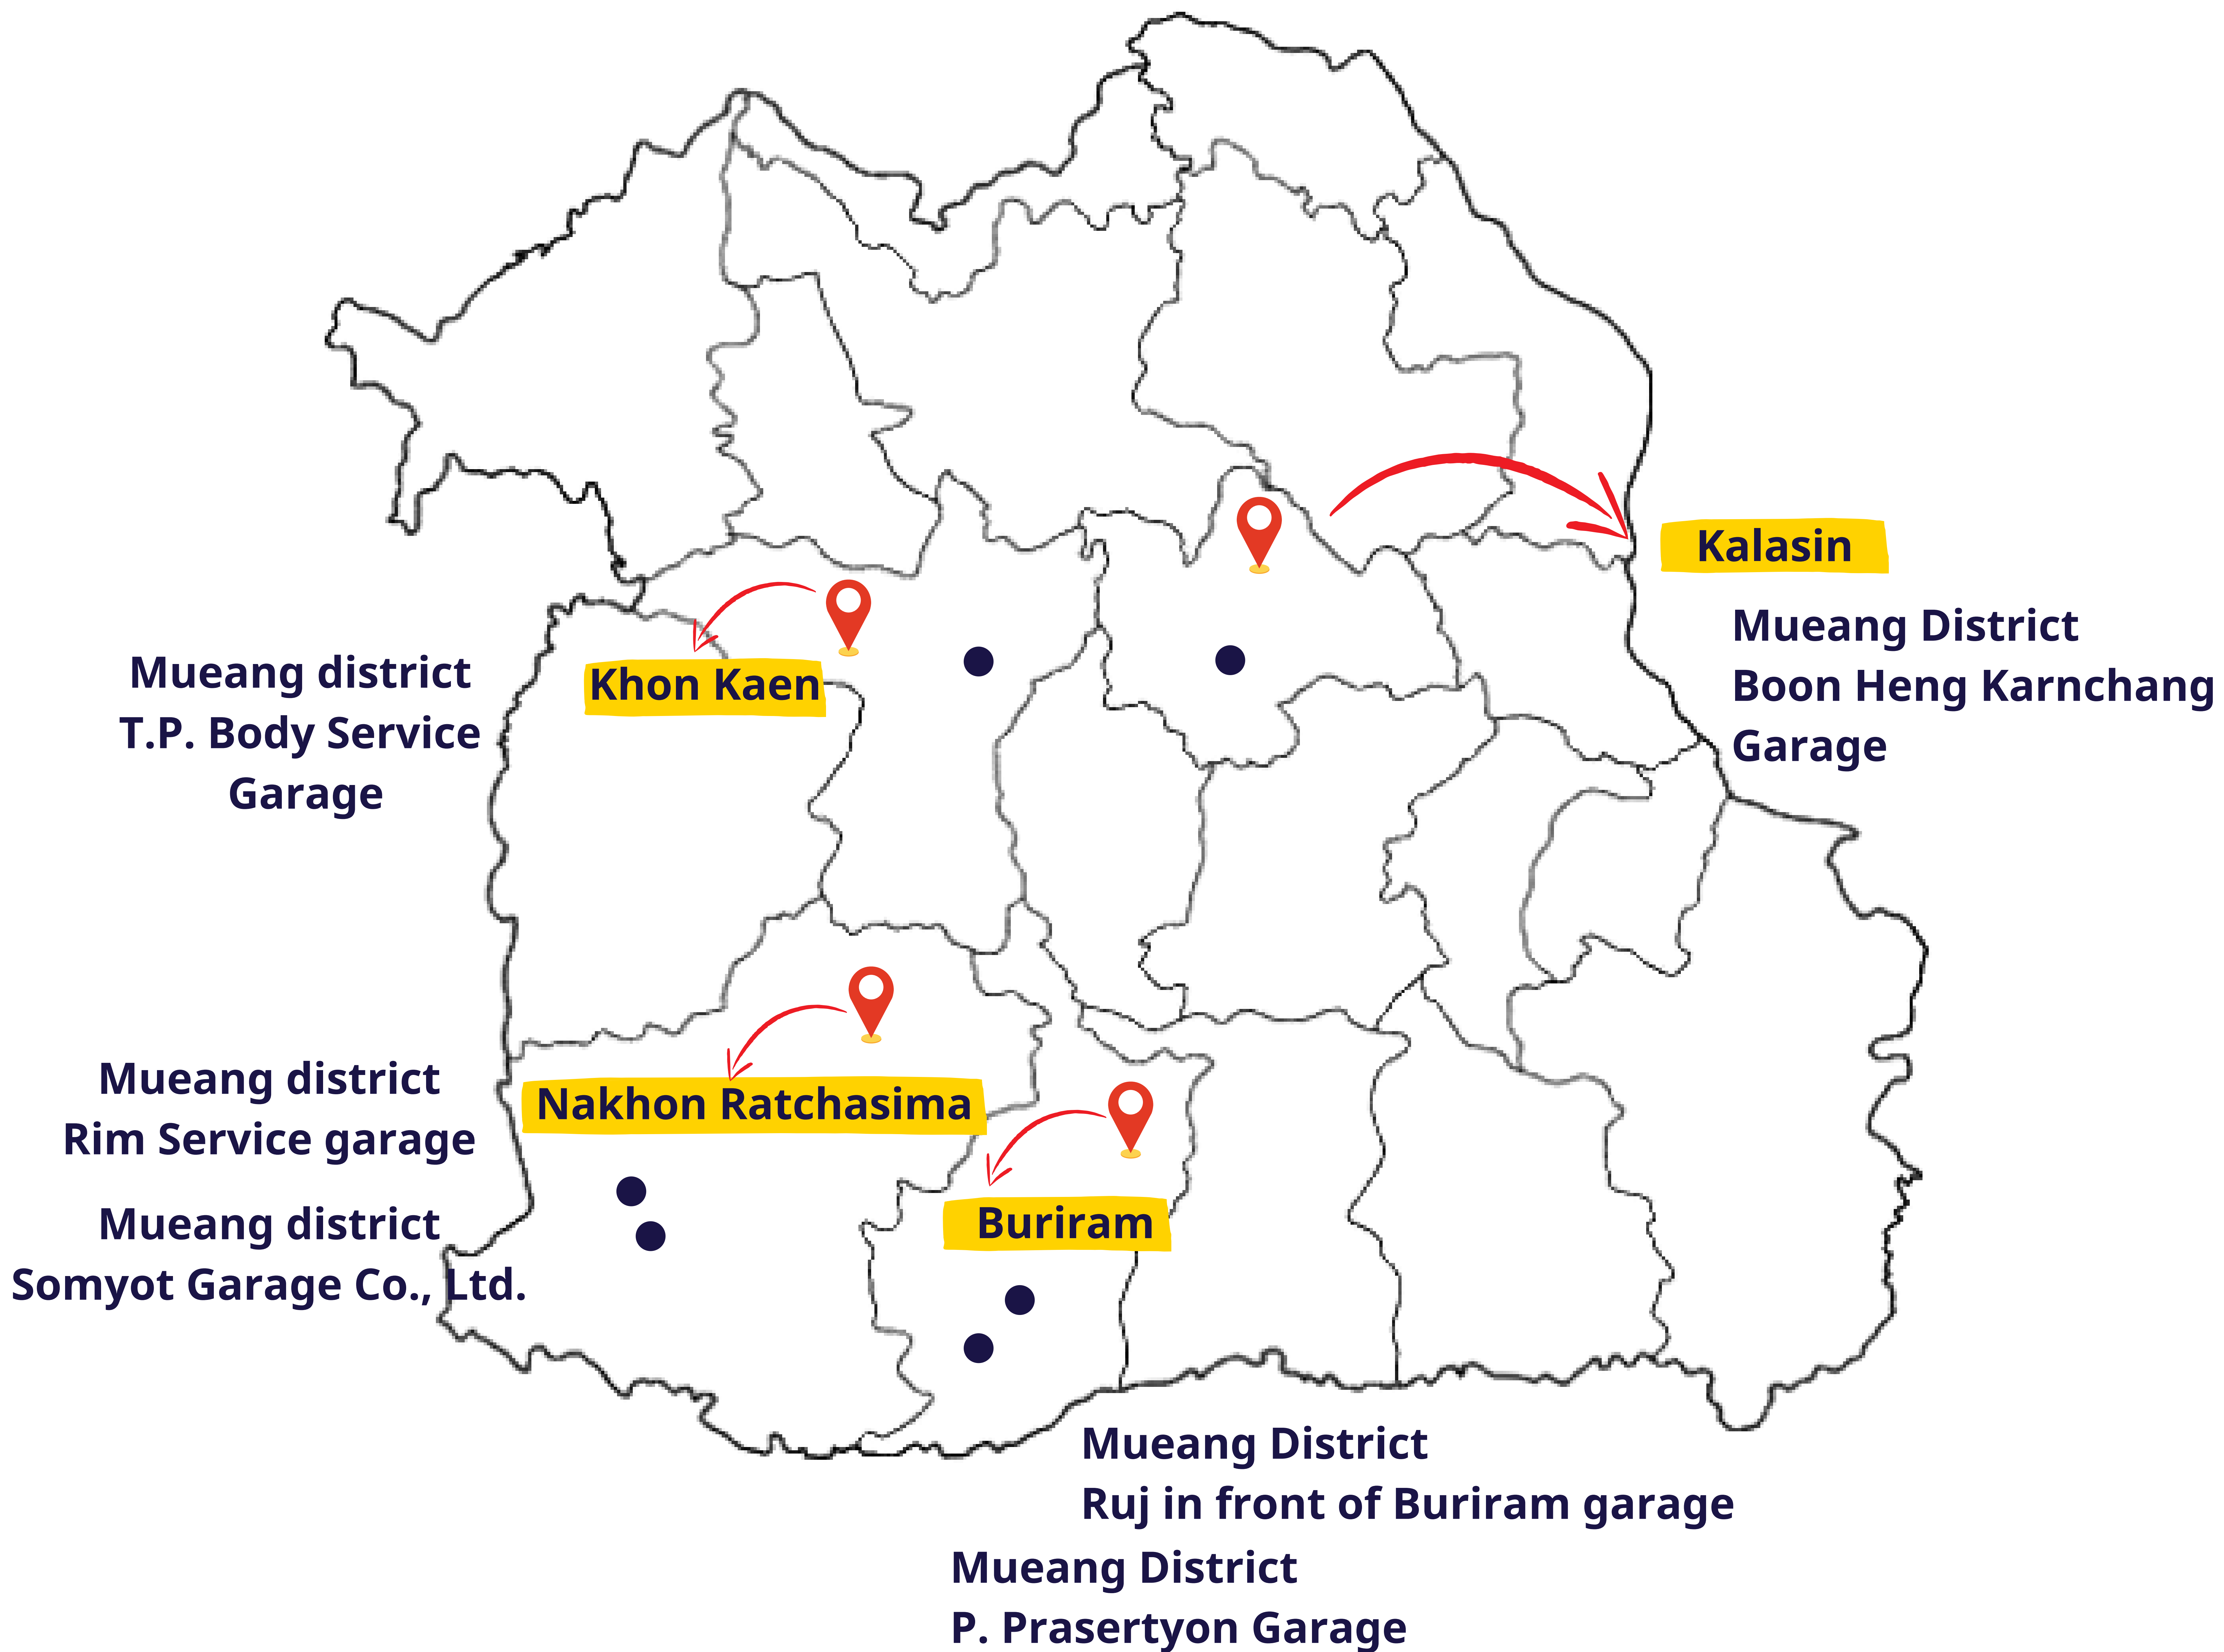 Kalasin
Mueang District
Boon Heng Karnchang
Garage
Khon Kaen
Mueang district
T.P. Body Service
Garage
Nakhon Ratchasima
Mueang district
Rim Service garage
Mueang district
Somyot Garage Co., Ltd.
Buriram
Mueang District
Ruj in front of Buriram garage
Mueang District
P. Prasertyon Garage